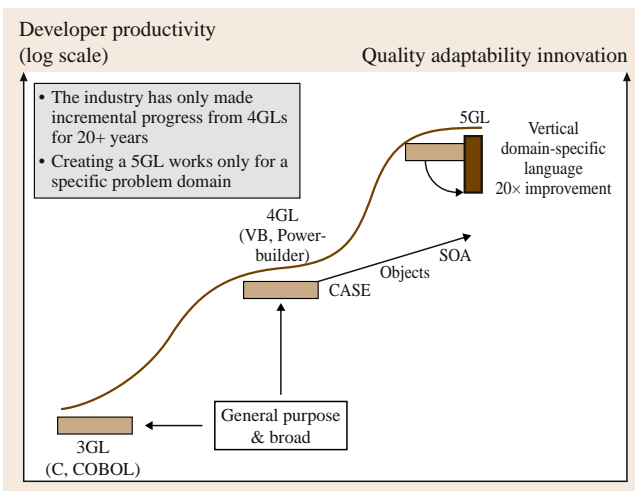 Developer productivity
(log scale)
Quality adaptability innovation
• The industry has only made
incremental progress from 4GLs
for 20+ years
• Creating a 5GL works only for a
specific problem domain
5GL
Vertical
domain-specific
language
20× improvement
4GL
(VB, Power-
builder)
SOA
Objects
CASE
General purpose
& broad
3GL
(C, COBOL)